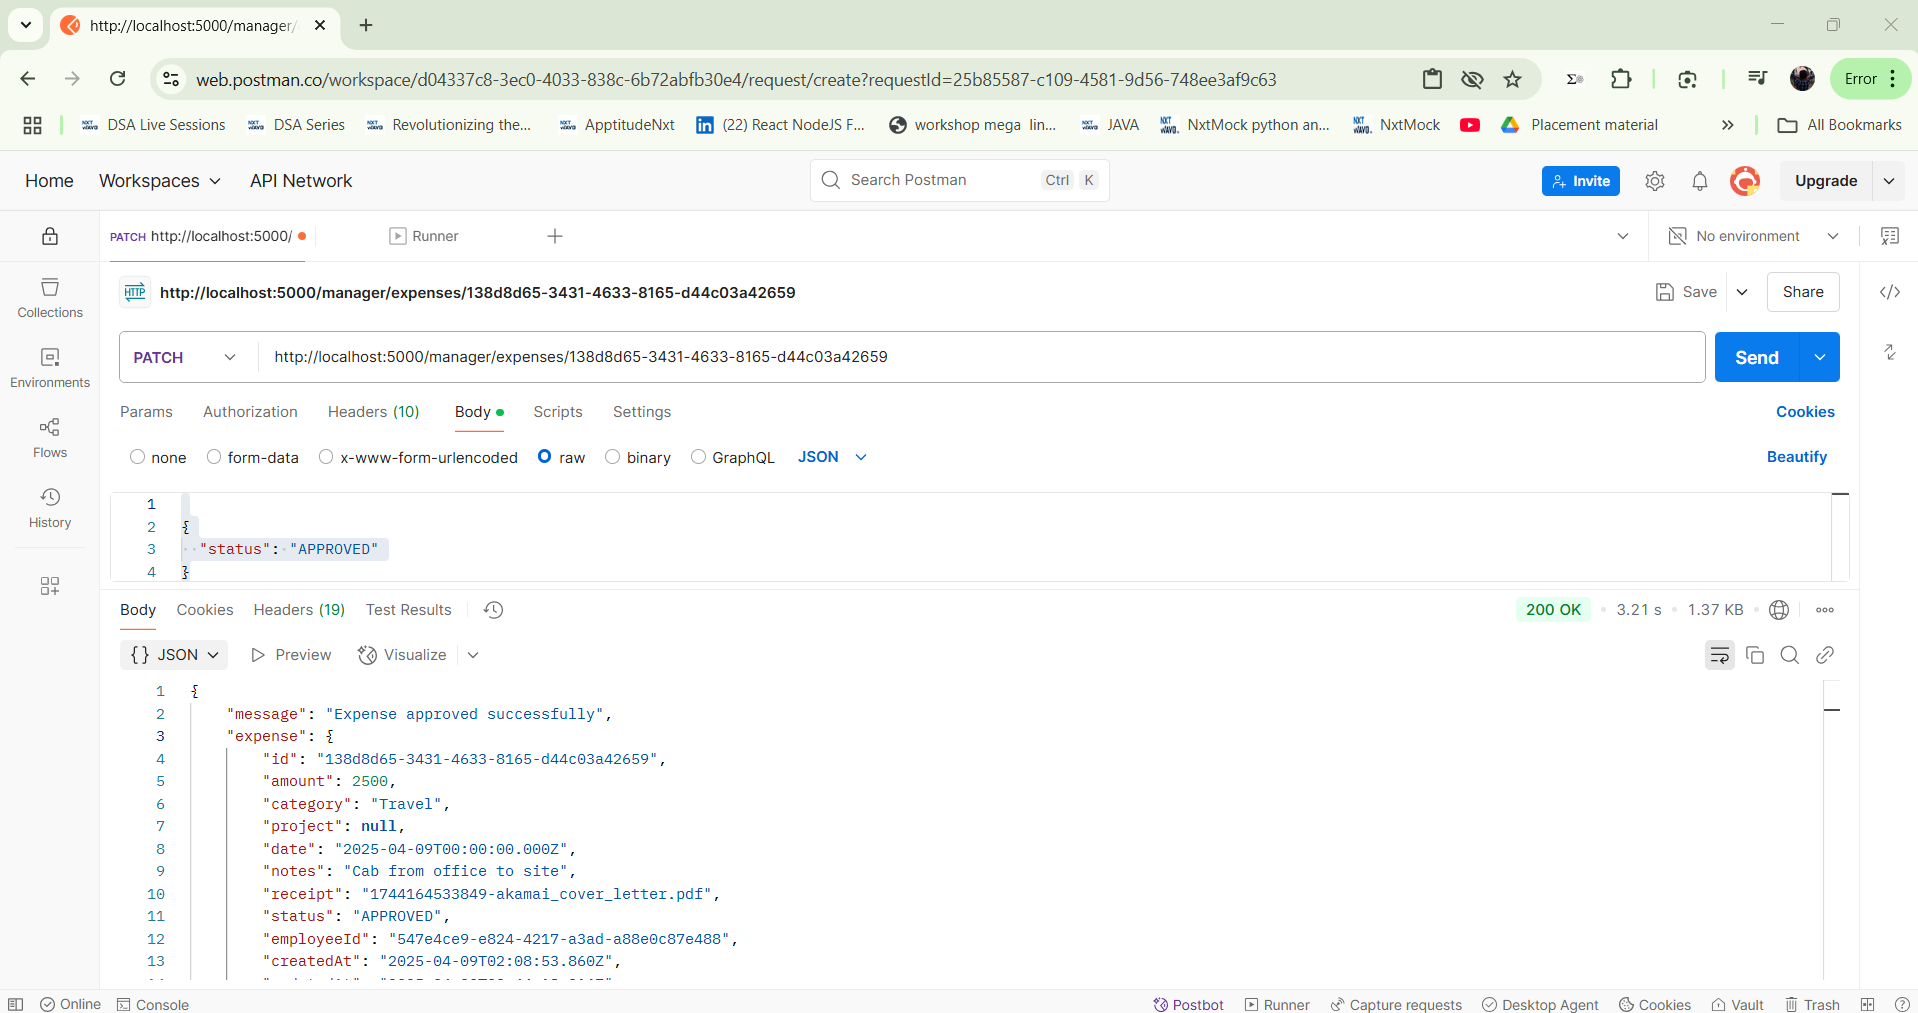 http://localhost:5000/manager/
web.postman.co/workspace/d04337c8-3ec0-4033-838c-6b72abfb30e4/request/create?requestId=25b85587-c109-4581-9d56-748ee3af9c63
Error
DSA Live Sessions
DSA Series
Revolutionizing the...
ApptitudeNxt
(22) React NodeJS F...
workshop mega lin...
JAVA
NxtMock python an...
NxtMock
Placement material
All Bookmarks
Home
Workspaces
API Network
Search Postman
Ctrl K
Invite
Upgrade
PATCH http://localhost:5000/
Runner
No environment
Collections
Environments
Flows
History
HTTP
http://localhost:5000/manager/expenses/138d8d65-3431-4633-8165-d44c03a42659
Save
Share
PATCH
http://localhost:5000/manager/expenses/138d8d65-3431-4633-8165-d44c03a42659
Send
Params
Authorization
Headers (10)
Body
Scripts
Settings
Cookies
none
form-data
x-www-form-urlencoded
raw
binary
GraphQL
JSON
Beautify
1
2 {
3 "status": "APPROVED"
4 }
Body
Cookies
Headers (19)
Test Results
200 OK
3.21 s
1.37 KB
{} JSON
Preview
Visualize
1 {
2 "message": "Expense approved successfully",
3 "expense": {
4 "id": "138d8d65-3431-4633-8165-d44c03a42659",
5 "amount": 2500,
6 "category": "Travel",
7 "project": null,
8 "date": "2025-04-09T00:00:00.000Z",
9 "notes": "Cab from office to site",
10 "receipt": "1744164533849-akamai_cover_letter.pdf",
11 "status": "APPROVED",
12 "employeeId": "547e4ce9-e824-4217-a3ad-a88e0c87e488",
13 "createdAt": "2025-04-09T02:08:53.860Z",
Online
Console
Postbot
Runner
Capture requests
Desktop Agent
Cookies
Vault
Trash